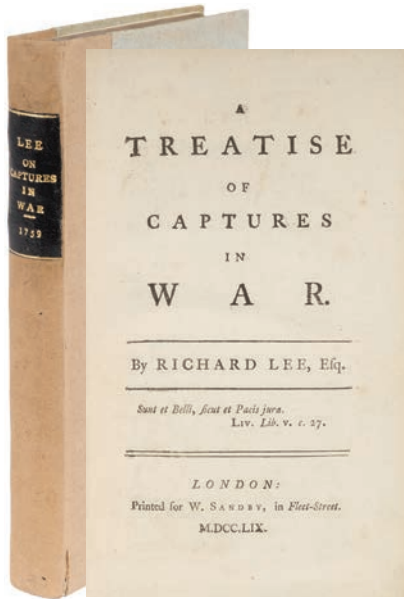 LEE
ON
CAPTURES
IN
WAR
1759
A
TREATISE
OF
CAPTURES
IN
WAR.
By RICHARD LEE, Eſq.
Sunt et Belli, ſicut et Pacis jura.
LIV. Lib. v. c. 27.
LONDON:
Printed for W. SANDBY, in Fleet-Street.
M.DCC.LIX.